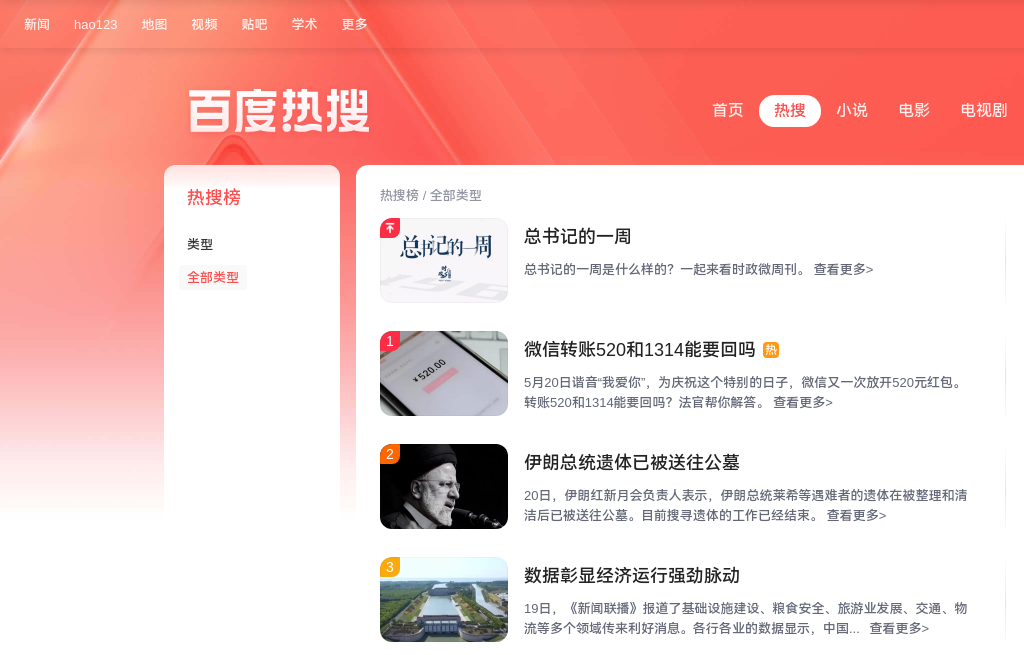 新闻 hao123 地图 视频 贴吧 学术 更多
百度热搜
首页 热搜 小说 电影 电视剧
热搜榜
类型
全部类型
热搜榜 / 全部类型
总书记的一周
总书记的一周
总书记的一周是什么样的？一起来看时政微周刊。 查看更多>
1
¥520.00
微信转账520和1314能要回吗 热
5月20日谐音“我爱你”，为庆祝这个特别的日子，微信又一次放开520元红包。
转账520和1314能要回吗？法官帮你解答。 查看更多>
2
伊朗总统遗体已被送往公墓
20日，伊朗红新月会负责人表示，伊朗总统莱希等遇难者的遗体在被整理和清
洁后已被送往公墓。目前搜寻遗体的工作已经结束。 查看更多>
3
数据彰显经济运行强劲脉动
19日，《新闻联播》报道了基础设施建设、粮食安全、旅游业发展、交通、物
流等多个领域传来利好消息。各行各业的数据显示，中国... 查看更多>